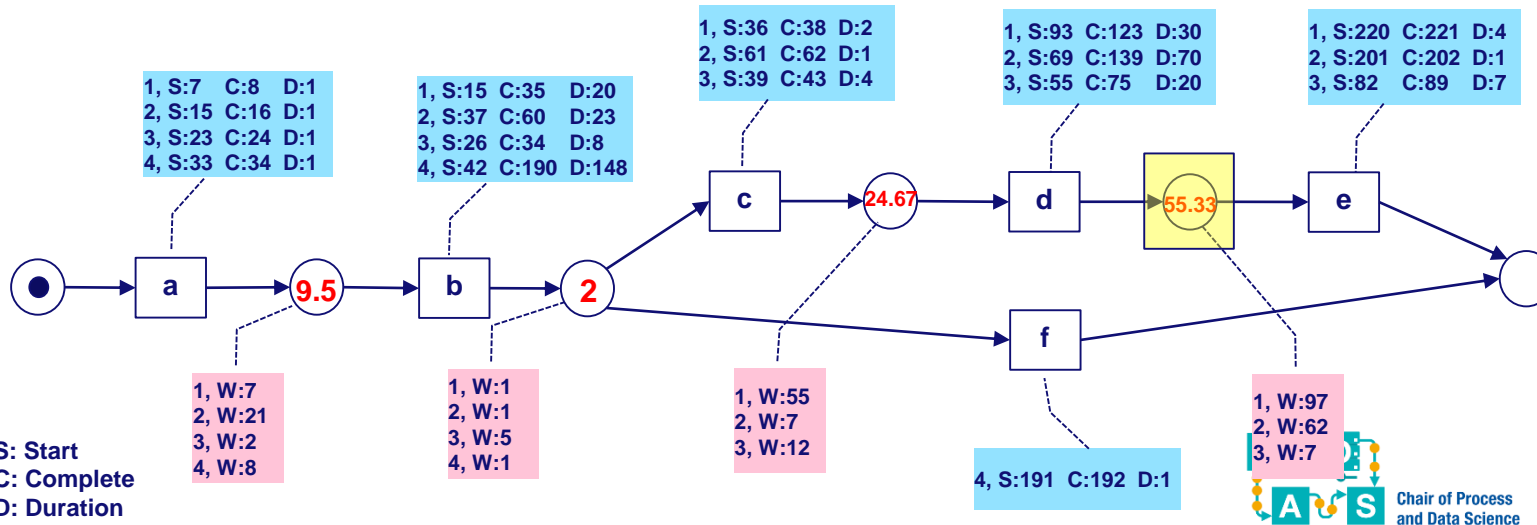 1, S:36 C:38 D:2
2, S:61 C:62 D:1
3, S:39 C:43 D:4
1, S:93 C:123 D:30
2, S:69 C:139 D:70
3, S:55 C:75 D:20
1, S:220 C:221 D:4
2, S:201 C:202 D:1
3, S:82 C:89 D:7
1, S:7 C:8 D:1
2, S:15 C:16 D:1
3, S:23 C:24 D:1
4, S:33 C:34 D:1
1, S:15 C:35 D:20
2, S:37 C:60 D:23
3, S:26 C:34 D:8
4, S:42 C:190 D:148
c
24.67
d
55.33
e
a
9.5
b
2
f
1, W:7
2, W:21
3, W:2
4, W:8
1, W:1
2, W:1
3, W:5
4, W:1
1, W:55
2, W:7
3, W:12
1, W:97
2, W:62
3, W:7
4, S:191 C:192 D:1
S: Start
C: Complete
D: Duration
A S
Chair of Process
and Data Science